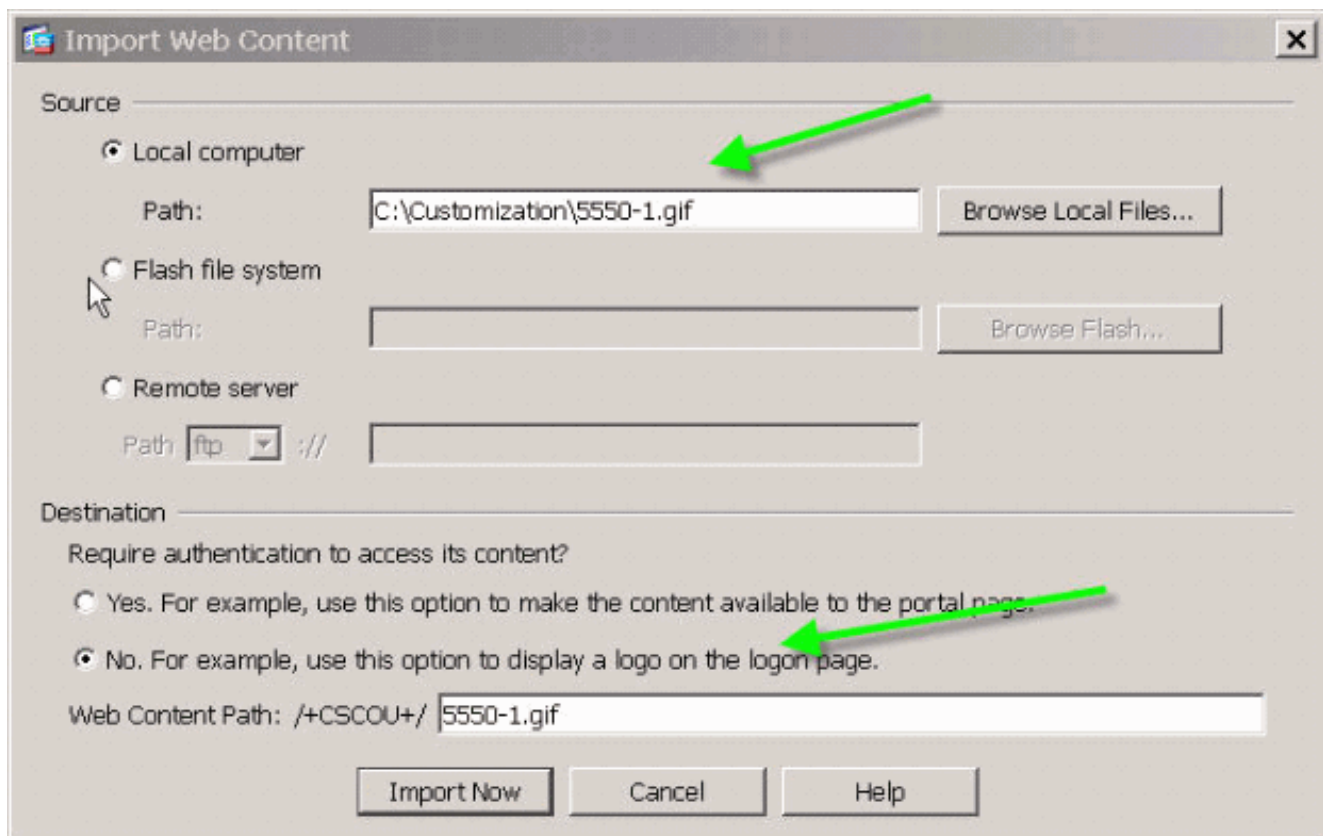 Import Web Content
Source
Local computer
Path: C:\Customization\5550-1.gif Browse Local Files...
Flash file system
Path: Browse Flash...
Remote server
Path ftp ://
Destination
Require authentication to access its content?
Yes. For example, use this option to make the content available to the portal page.
No. For example, use this option to display a logo on the logon page.
Web Content Path: /+CSCOU+/ 5550-1.gif
Import Now Cancel Help